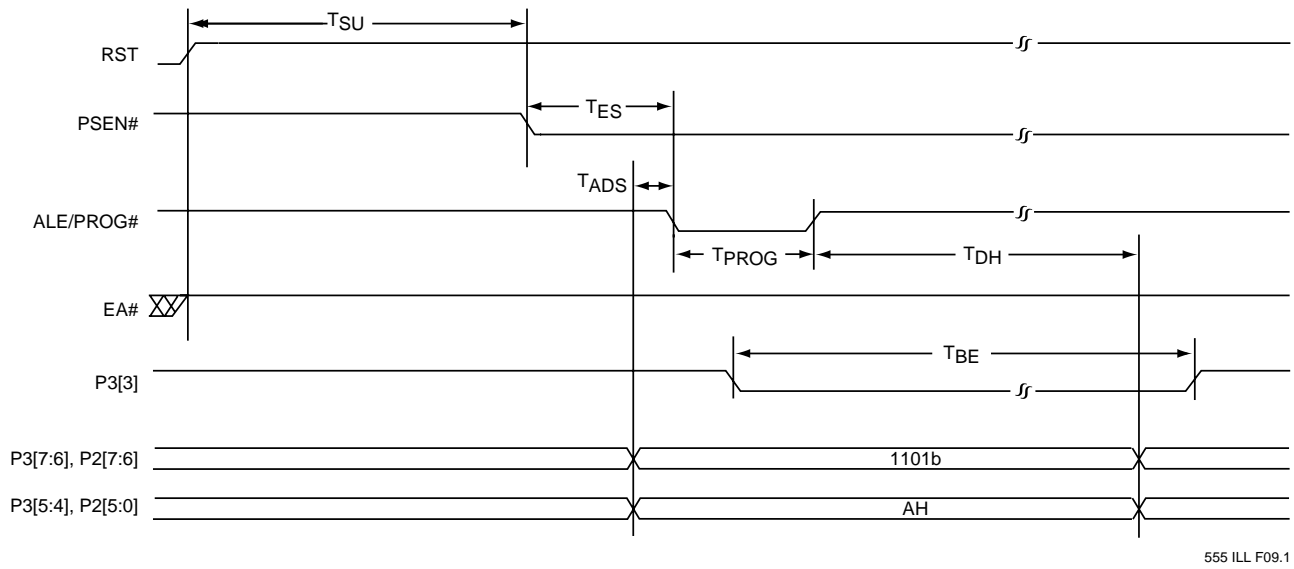 TSU
RST
TES
PSEN#
TADS
ALE/PROG#
TPROG
TDH
EA#
TBE
P3[3]
P3[7:6], P2[7:6]
1101b
P3[5:4], P2[5:0]
AH
555 ILL F09.1